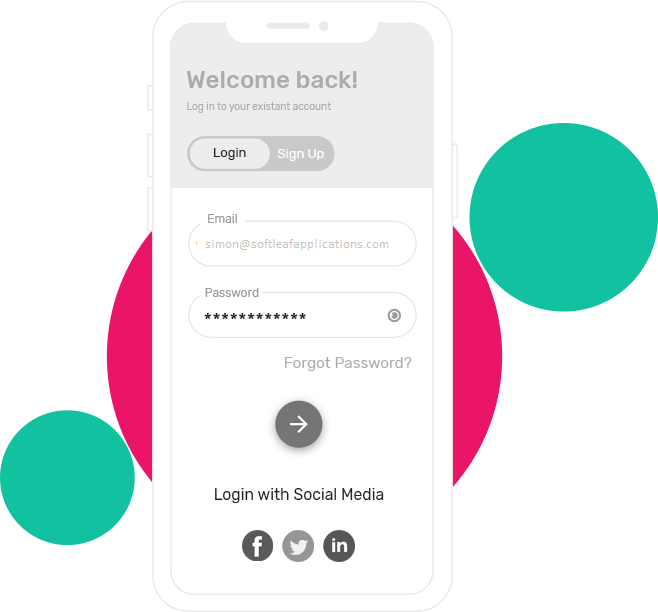 Welcome back!
Log in to your existant account
Login
Sign Up
Email
simon@softleafapplications.com
Password
************
Forgot Password?
Login with Social Media
f
in